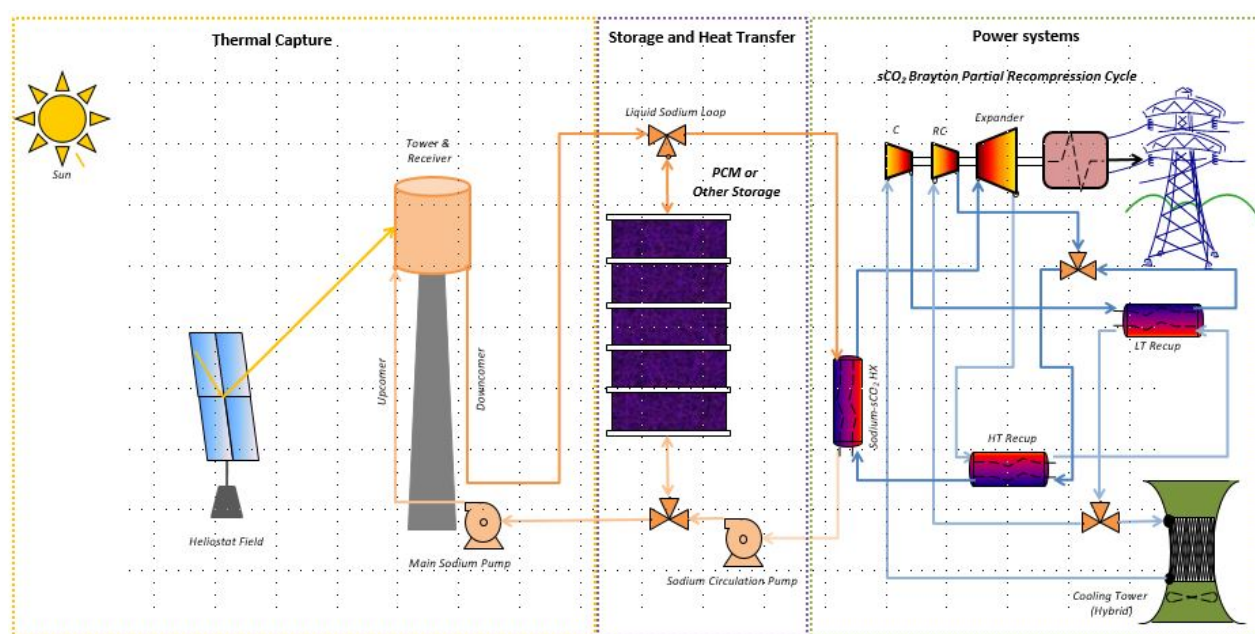 Thermal Capture
Storage and Heat Transfer
Power systems
sCO₂ Brayton Partial Recompression Cycle
Sun
Tower &
Receiver
Liquid Sodium Loop
C
RC
Expander
PCM or
Other Storage
Upcomer
Downcomer
Sodium-sCO₂ HX
LT Recup
HT Recup
Heliostat Field
Main Sodium Pump
Sodium Circulation Pump
Cooling Tower
(Hybrid)